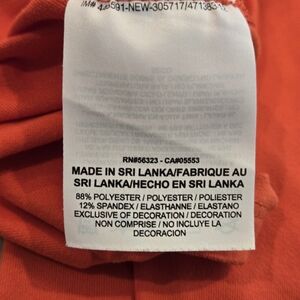 RN#56323 - CA#05553
MADE IN SRI LANKA/FABRIQUE AU
SRI LANKA/HECHO EN SRI LANKA
88% POLYESTER / POLYESTER / POLIESTER
12% SPANDEX / ELASTHANNE / ELASTANO
EXCLUSIVE OF DECORATION / DECORATION
NON COMPRISE / NO INCLUYE LA
DECORACION